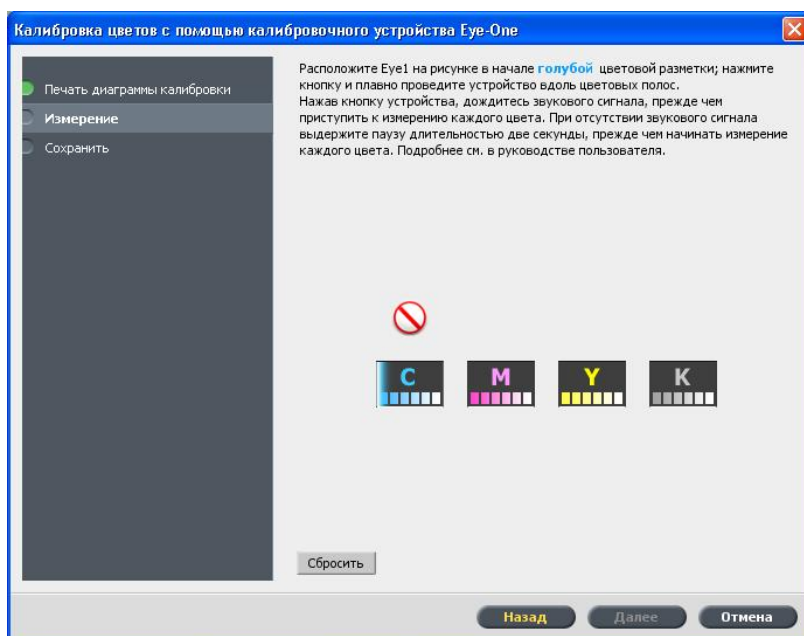 Калибровка цветов с помощью калибровочного устройства Eye-One
Печать диаграммы калибровки
Измерение
Сохранить
Расположите Eye1 на рисунке в начале голубой цветовой разметки; нажмите
кнопку и плавно проведите устройство вдоль цветовых полос.
Нажав кнопку устройства, дождитесь звукового сигнала, прежде чем
приступить к измерению каждого цвета. При отсутствии звукового сигнала
выдержите паузу длительностью две секунды, прежде чем начинать измерение
каждого цвета. Подробнее см. в руководстве пользователя.
C M Y K
Сбросить
Назад Далее Отмена